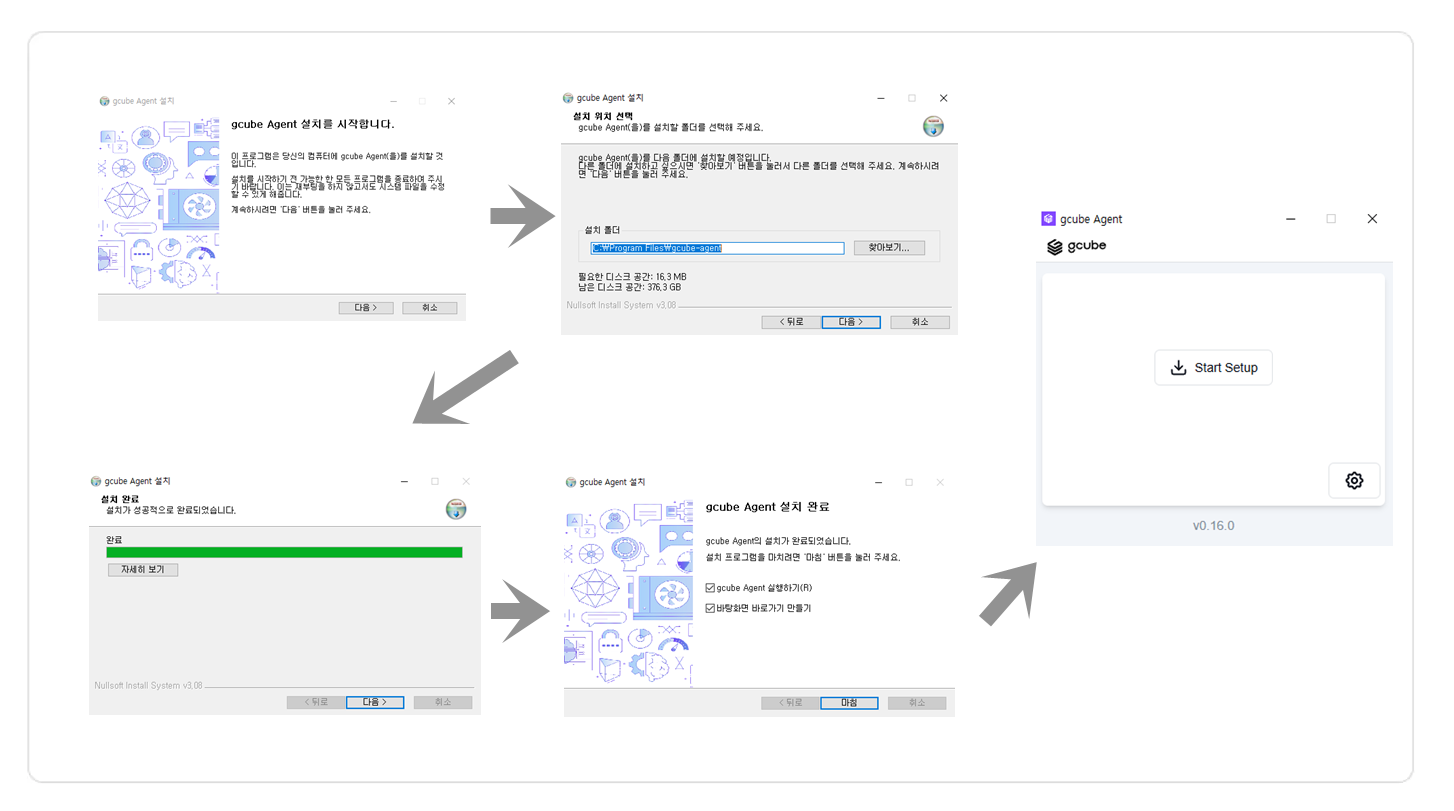 gcube Agent 설치
gcube Agent 설치를 시작합니다.
이 프로그램은 당신의 컴퓨터에 gcube Agent(을)를 설치할 것
입니다.
설치를 시작하기 전 가능한 한 모든 프로그램을 종료하여 주시
기 바랍니다. 이는 재부팅을 하지 않고서도 시스템 파일을 수정
할 수 있게 해줍니다.
계속하시려면 '다음' 버튼을 눌러 주세요.
다음 >
취소
gcube Agent 설치
설치 위치 선택
gcube Agent(을)를 설치할 폴더를 선택해 주세요.
gcube Agent(을)를 다음 폴더에 설치할 예정입니다.
다른 폴더에 설치하고 싶으시면 '찾아보기' 버튼을 눌러서 다른 폴더를 선택해 주세요. 계속하시려
면 '다음' 버튼을 눌러 주세요.
설치 폴더
C:₩Program Files₩gcube-agent
찾아보기...
필요한 디스크 공간: 16.3 MB
남은 디스크 공간: 376.3 GB
Nullsoft Install System v3.08
< 뒤로
다음 >
취소
gcube Agent 설치
설치 완료
설치가 성공적으로 완료되었습니다.
완료
자세히 보기
Nullsoft Install System v3.08
< 뒤로
다음 >
취소
gcube Agent 설치
gcube Agent 설치 완료
gcube Agent의 설치가 완료되었습니다.
설치 프로그램을 마치려면 '마침' 버튼을 눌러 주세요.
gcube Agent 실행하기(R)
바탕화면 바로가기 만들기
< 뒤로
마침
취소
gcube Agent
gcube
Start Setup
v0.16.0